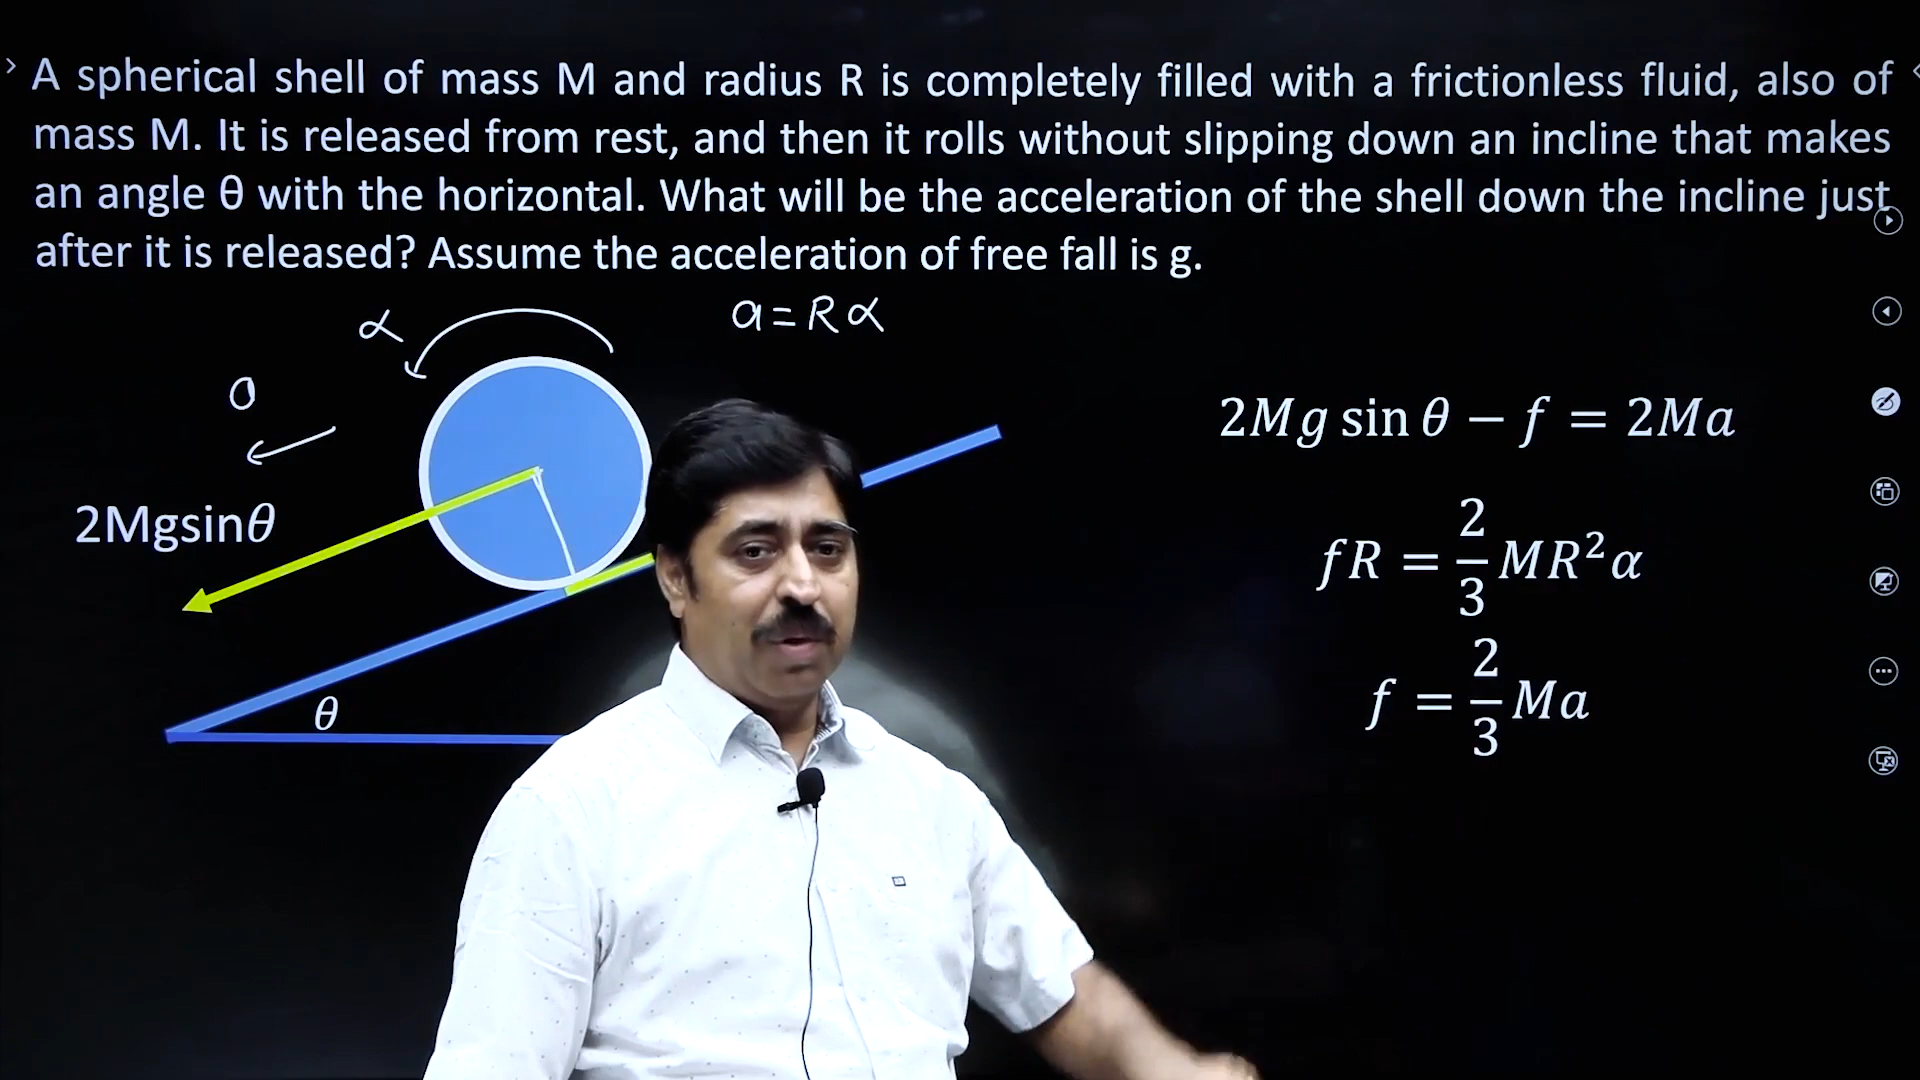 A spherical shell of mass M and radius R is completely filled with a frictionless fluid, also of
mass M. It is released from rest, and then it rolls without slipping down an incline that makes
an angle θ with the horizontal. What will be the acceleration of the shell down the incline just
after it is released? Assume the acceleration of free fall is g.
α
a = R α
a
2Mg sin θ − f = 2Ma
2Mgsinθ
fR = 2/3 MR²α
f = 2/3 Ma
θ